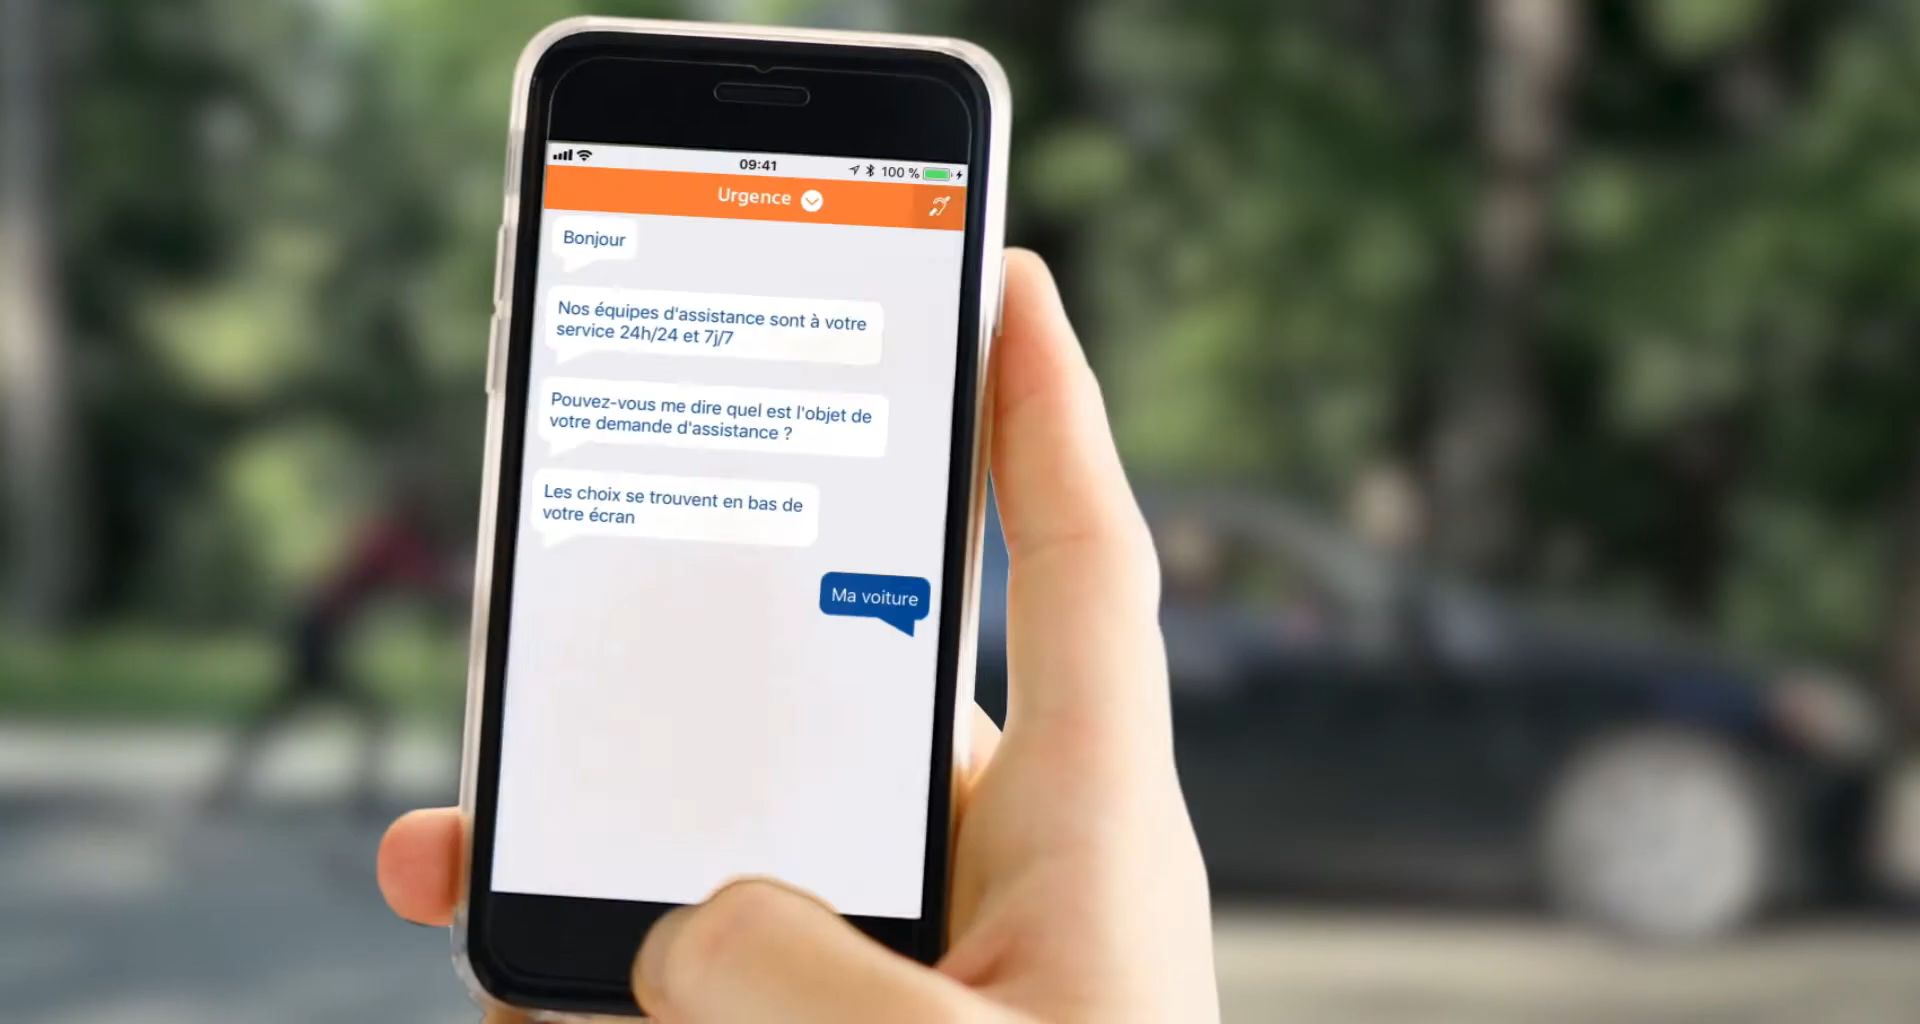 09:41
100 %
Urgence
Bonjour
Nos équipes d'assistance sont à votre
service 24h/24 et 7j/7
Pouvez-vous me dire quel est l'objet de
votre demande d'assistance ?
Les choix se trouvent en bas de
votre écran
Ma voiture